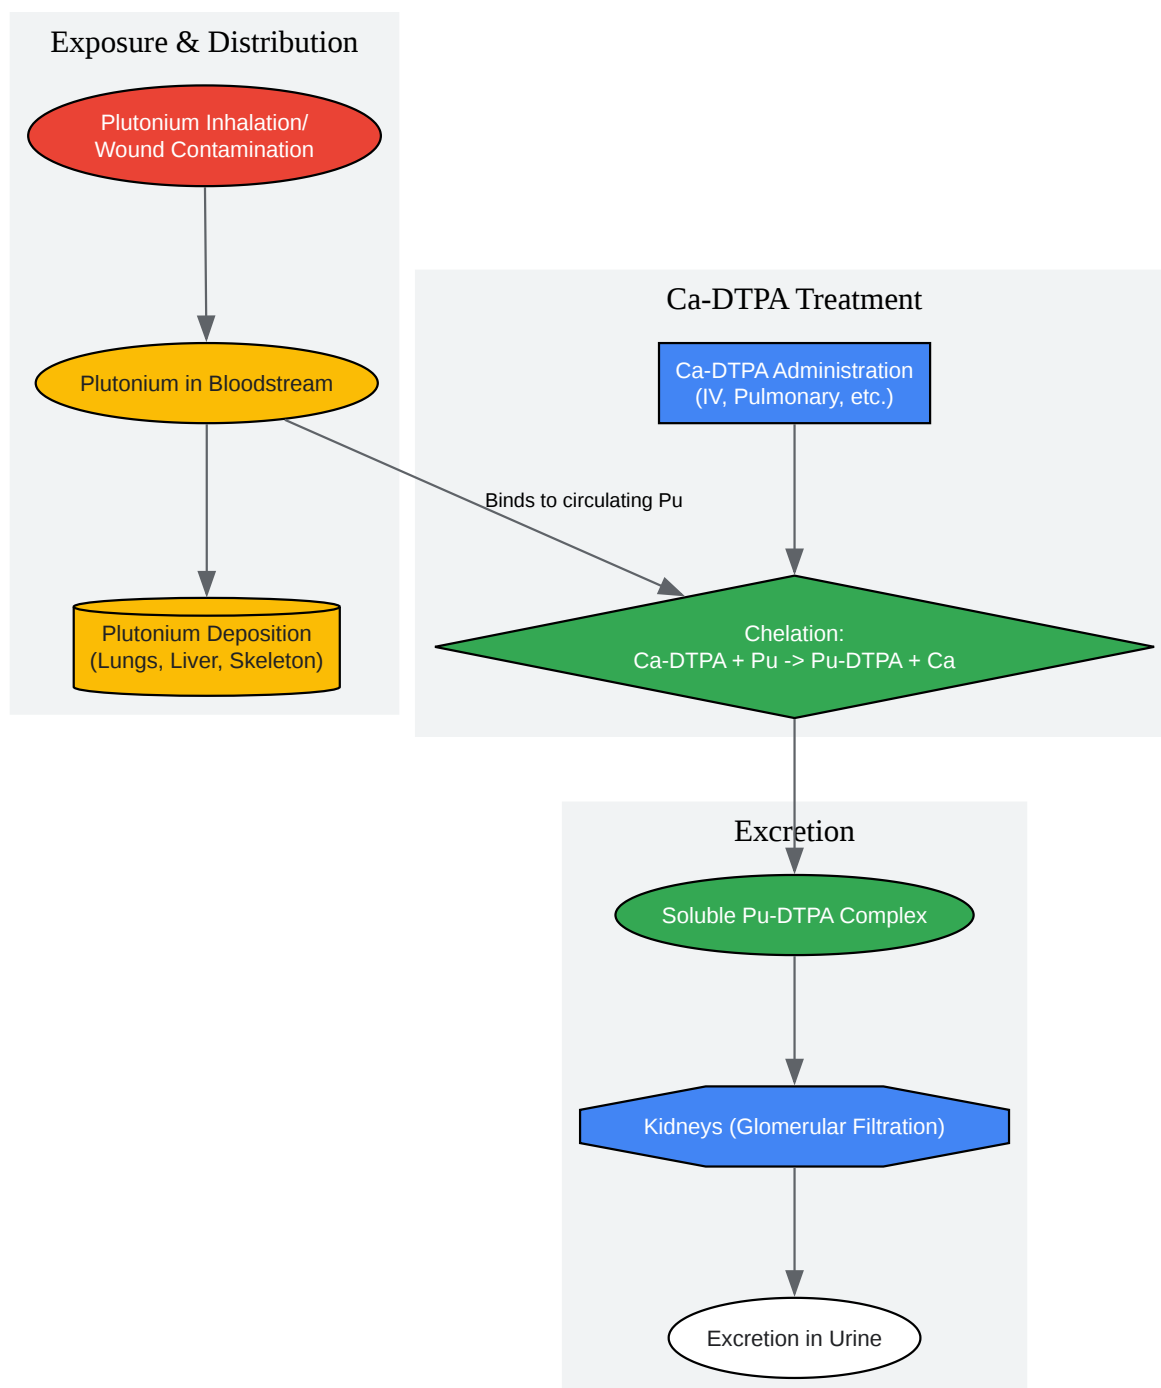 Exposure & Distribution
Plutonium Inhalation/
Wound Contamination
Plutonium in Bloodstream
Plutonium Deposition
(Lungs, Liver, Skeleton)
Ca-DTPA Treatment
Ca-DTPA Administration
(IV, Pulmonary, etc.)
Binds to circulating Pu
Chelation:
Ca-DTPA + Pu -> Pu-DTPA + Ca
Excretion
Soluble Pu-DTPA Complex
Kidneys (Glomerular Filtration)
Excretion in Urine